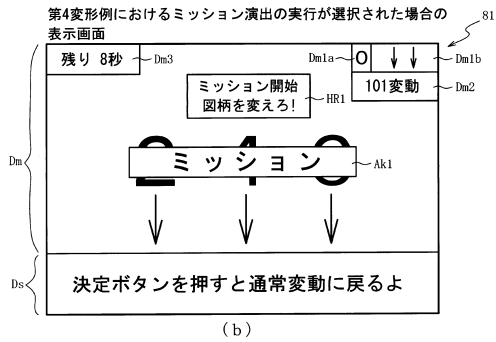 第4変形例におけるミッション演出の実行が選択された場合の
表示画面
81
残り 8秒
Dm3
Dm1a
0
Dm1b
101変動
Dm2
ミッション開始
図柄を変えろ!
HR1
Dm
ミッション
Ak1
Ds
決定ボタンを押すと通常変動に戻るよ
(b)